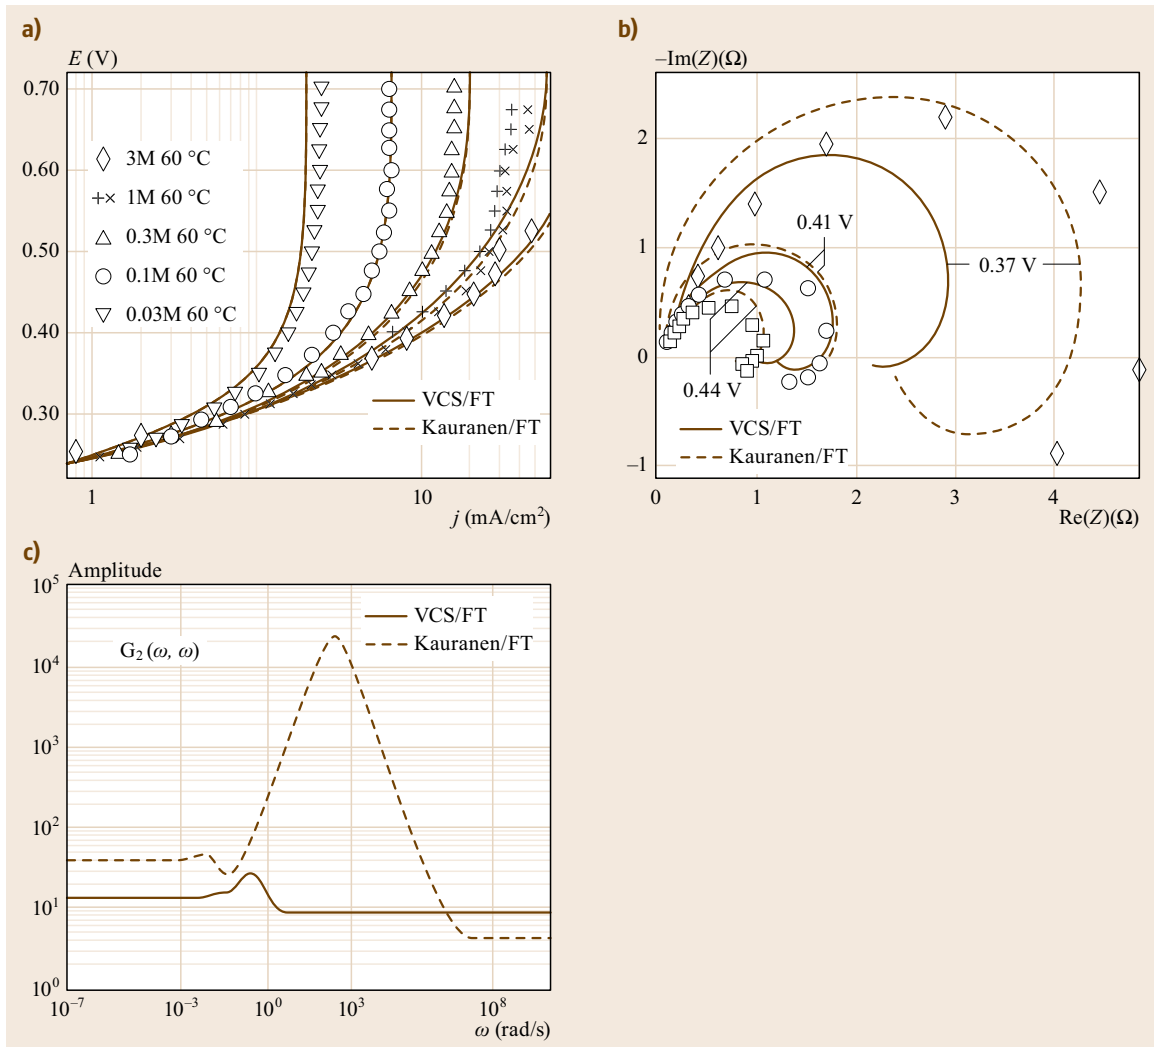 a)
E (V)
0.70
0.60
0.50
0.40
0.30
3M 60 °C
1M 60 °C
0.3M 60 °C
0.1M 60 °C
0.03M 60 °C
VCS/FT
Kauranen/FT
1
10
j (mA/cm²)
b)
–Im(Z)(Ω)
2
1
0
–1
0.41 V
0.37 V
0.44 V
VCS/FT
Kauranen/FT
0 1 2 3 4
Re(Z)(Ω)
c)
Amplitude
10⁵
10⁴
10³
10²
10¹
10⁰
G₂(ω, ω)
VCS/FT
Kauranen/FT
10⁻⁷ 10⁻³ 10⁰ 10³ 10⁸
ω (rad/s)